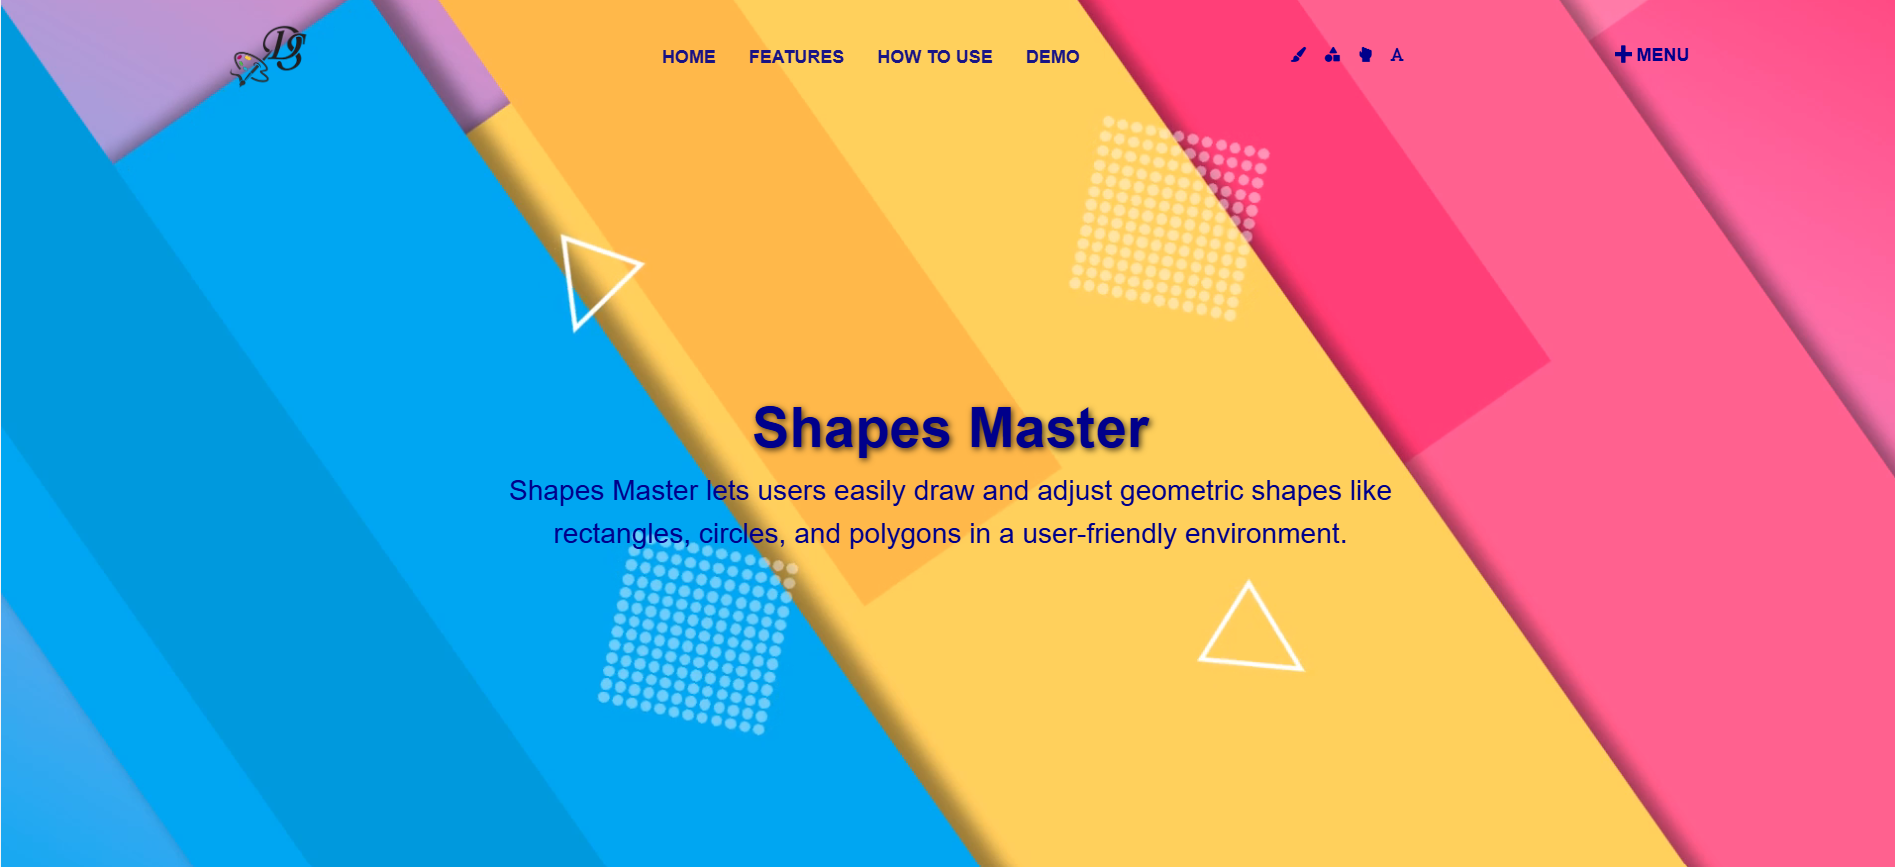 DS
HOME FEATURES HOW TO USE DEMO
A
MENU
Shapes Master
Shapes Master lets users easily draw and adjust geometric shapes like
rectangles, circles, and polygons in a user-friendly environment.